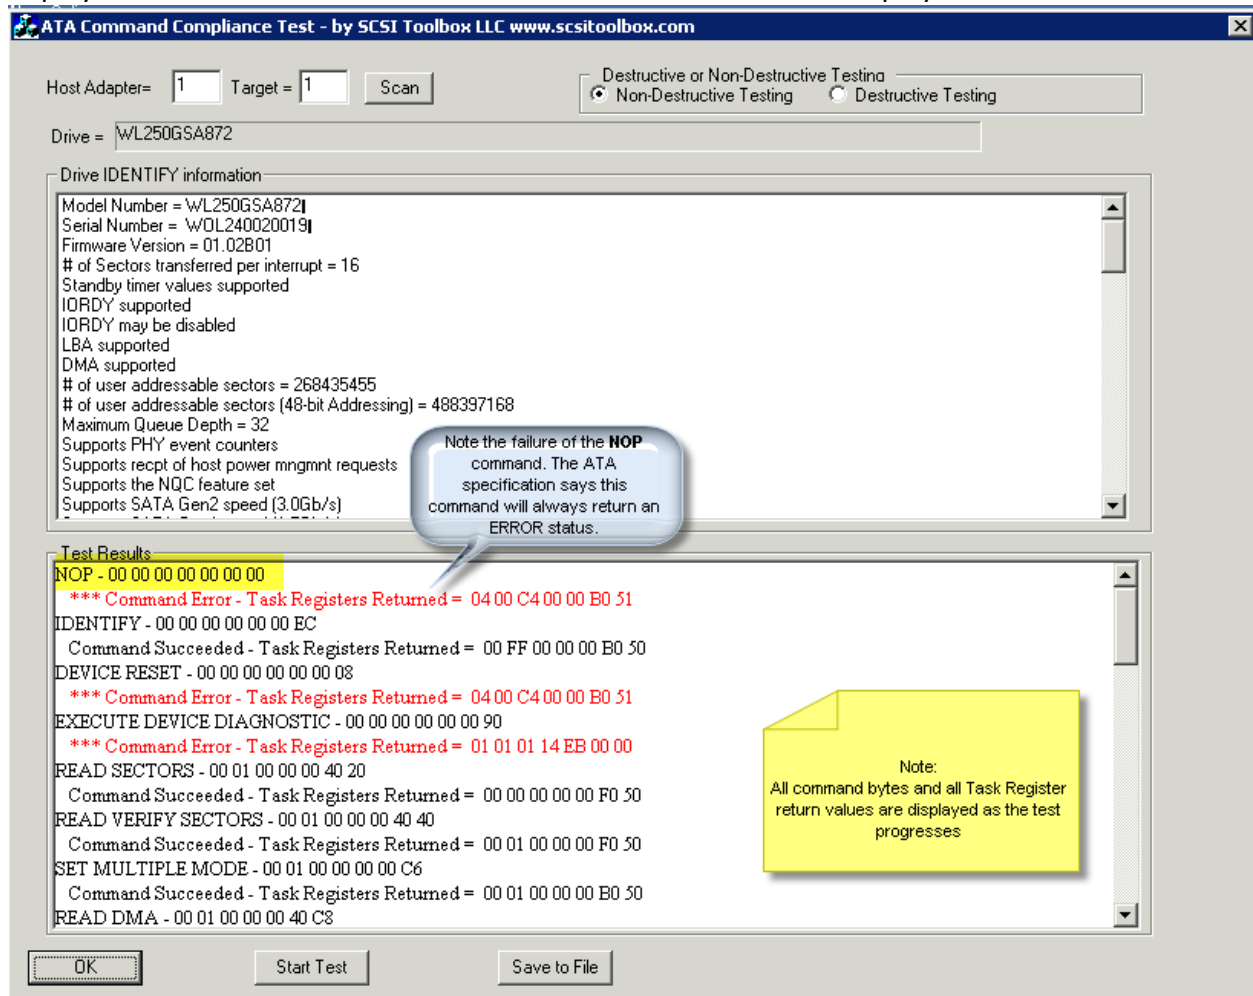 ATA Command Compliance Test - by SCSI Toolbox LLC www.scsitoolbox.com
Host Adapter= 1 Target = 1 Scan
Destructive or Non-Destructive Testing
Non-Destructive Testing Destructive Testing
Drive = WL250GSA872
Drive IDENTIFY information
Model Number = WL250GSA872
Serial Number = WOL240020019
Firmware Version = 01.02B01
# of Sectors transferred per interrupt = 16
Standby timer values supported
IORDY supported
IORDY may be disabled
LBA supported
DMA supported
# of user addressable sectors = 268435455
# of user addressable sectors (48-bit Addressing) = 488397168
Maximum Queue Depth = 32
Supports PHY event counters
Supports recpt of host power mngmnt requests
Supports the NQC feature set
Supports SATA Gen2 speed (3.0Gb/s)
Note the failure of the NOP
command. The ATA
specification says this
command will always return an
ERROR status.
Test Results
NOP - 00 00 00 00 00 00 00
*** Command Error - Task Registers Returned = 04 00 C4 00 00 B0 51
IDENTIFY - 00 00 00 00 00 00 EC
Command Succeeded - Task Registers Returned = 00 FF 00 00 00 B0 50
DEVICE RESET - 00 00 00 00 00 00 08
*** Command Error - Task Registers Returned = 04 00 C4 00 00 B0 51
EXECUTE DEVICE DIAGNOSTIC - 00 00 00 00 00 00 90
*** Command Error - Task Registers Returned = 01 01 01 14 EB 00 00
READ SECTORS - 00 01 00 00 00 40 20
Command Succeeded - Task Registers Returned = 00 00 00 00 00 F0 50
READ VERIFY SECTORS - 00 01 00 00 00 40 40
Command Succeeded - Task Registers Returned = 00 01 00 00 00 F0 50
SET MULTIPLE MODE - 00 01 00 00 00 00 C6
Command Succeeded - Task Registers Returned = 00 01 00 00 00 B0 50
READ DMA - 00 01 00 00 00 40 C8
Note:
All command bytes and all Task Register
return values are displayed as the test
progresses
OK Start Test Save to File